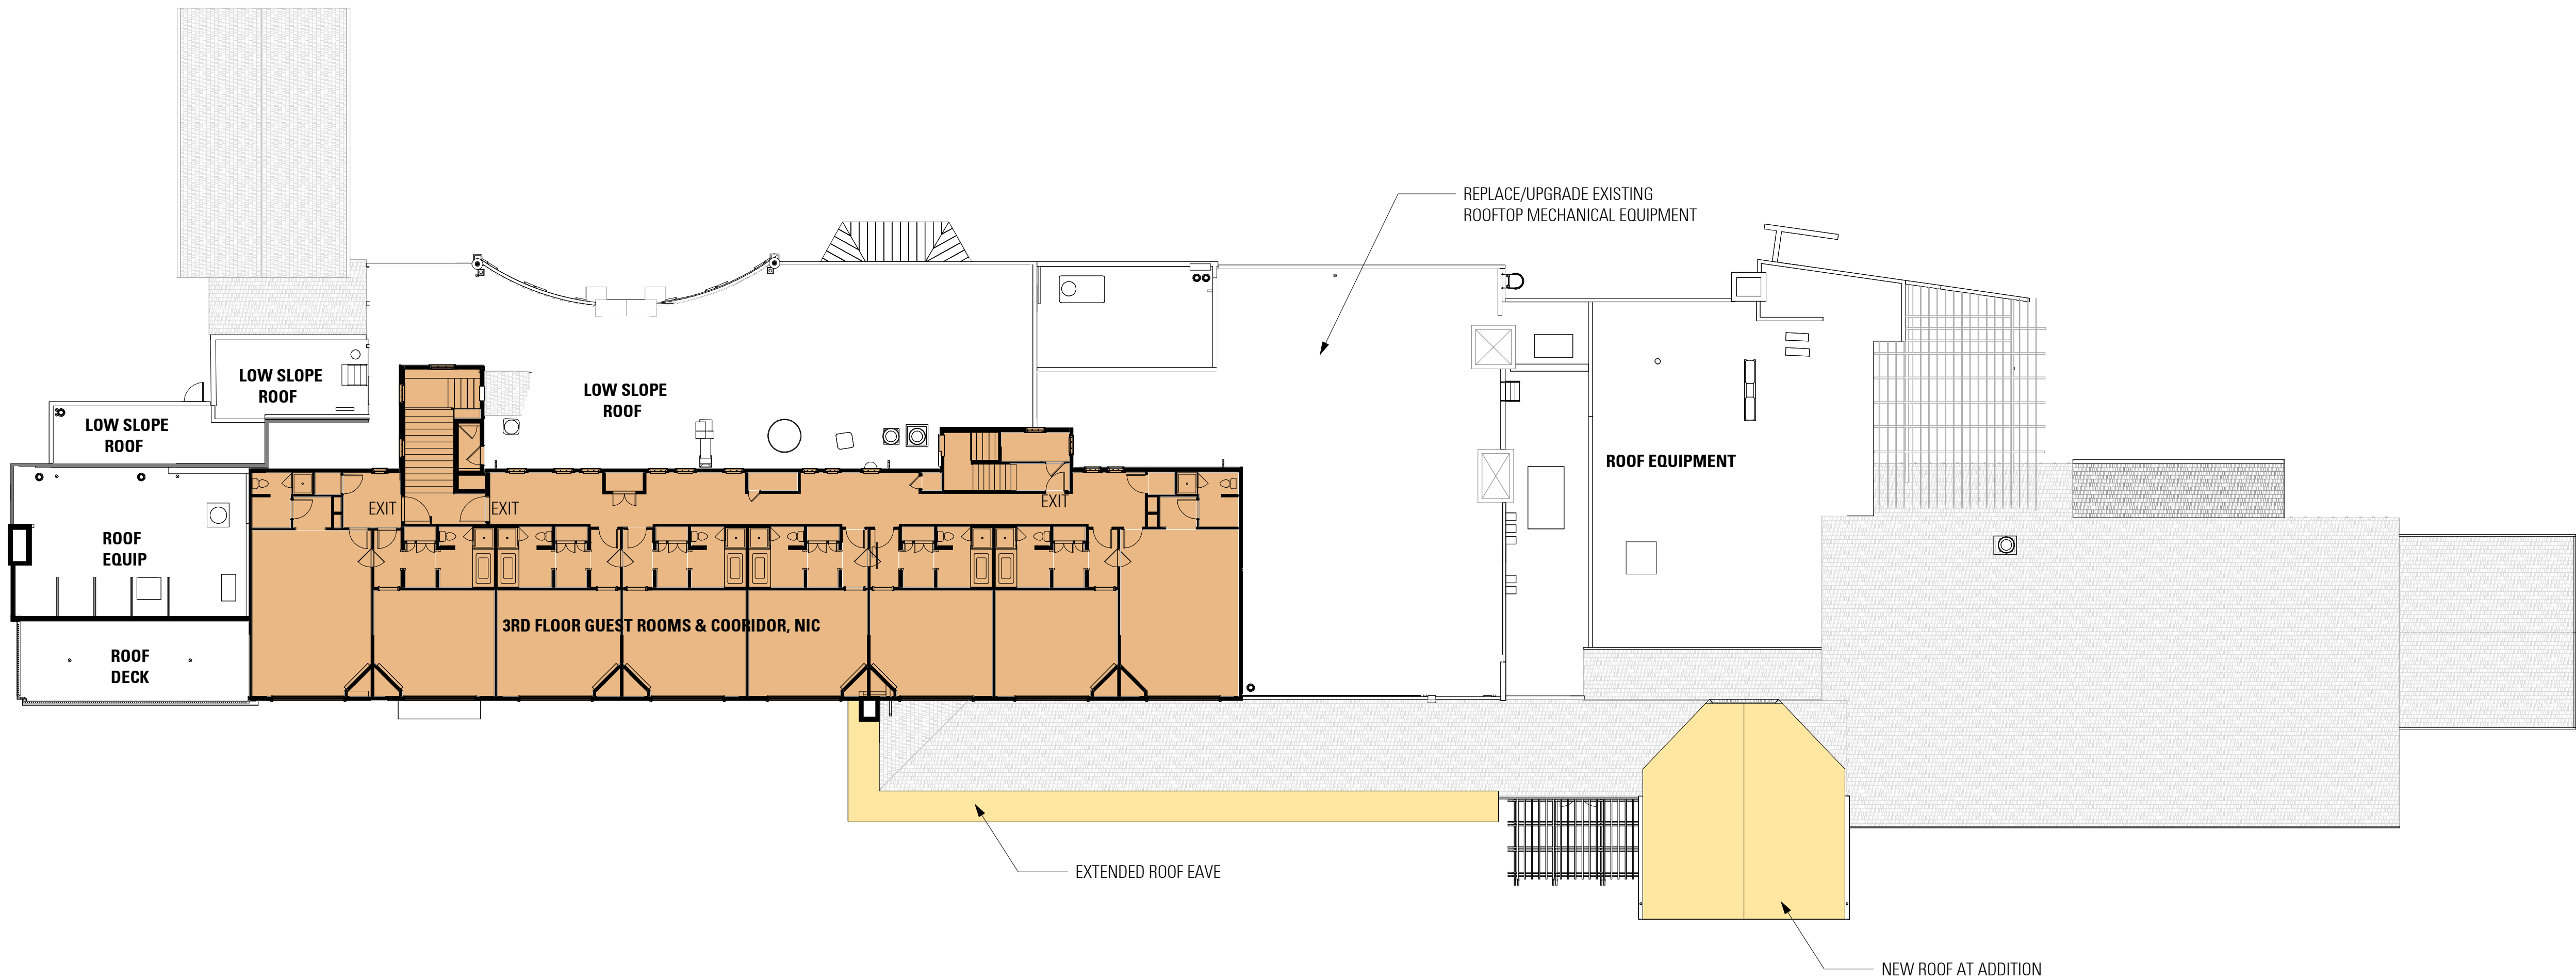 REPLACE/UPGRADE EXISTING
ROOFTOP MECHANICAL EQUIPMENT
LOW SLOPE
ROOF
LOW SLOPE
ROOF
LOW SLOPE
ROOF
ROOF EQUIPMENT
EXIT
EXIT
EXIT
ROOF
EQUIP
3RD FLOOR GUEST ROOMS & COORIDOR, NIC
ROOF
DECK
EXTENDED ROOF EAVE
NEW ROOF AT ADDITION